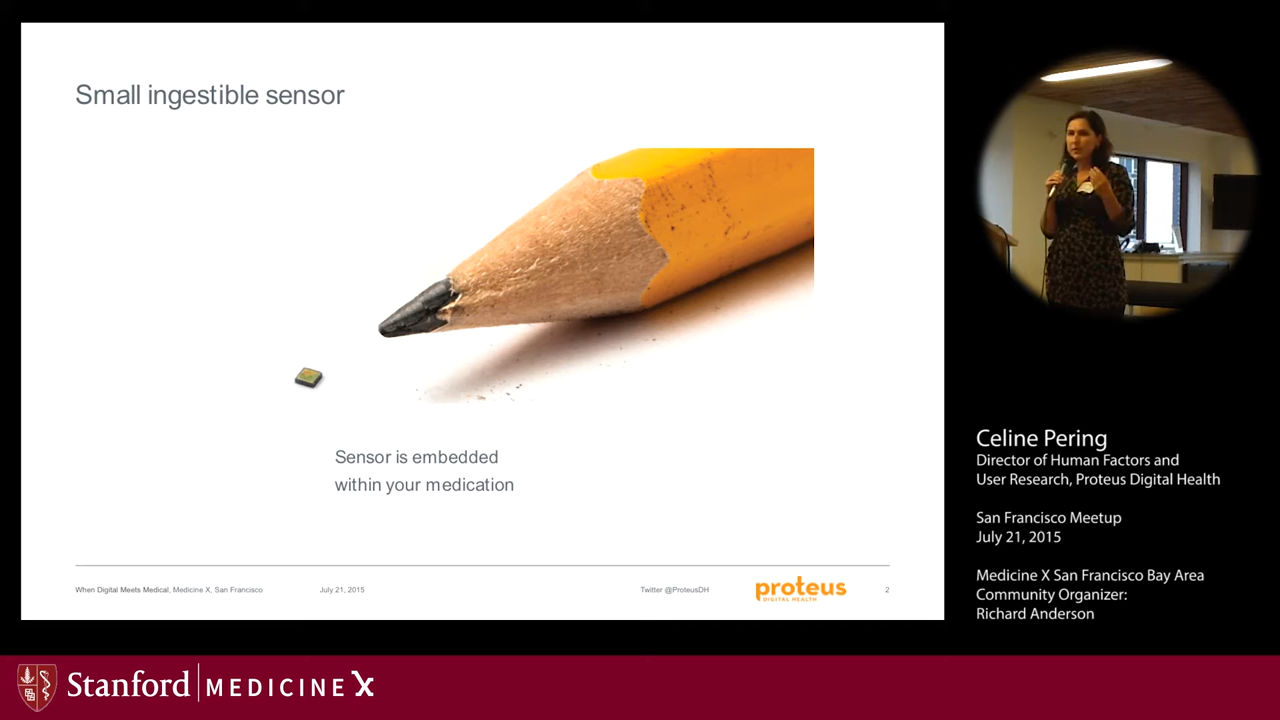 Small ingestible sensor
Sensor is embedded
within your medication
When Digital Meets Medical, Medicine X, San Francisco
July 21, 2015
Twitter @ProteusDH
proteus
DIGITAL HEALTH
2
Celine Pering
Director of Human Factors and
User Research, Proteus Digital Health
San Francisco Meetup
July 21, 2015
Medicine X San Francisco Bay Area
Community Organizer:
Richard Anderson
Stanford MEDICINE X